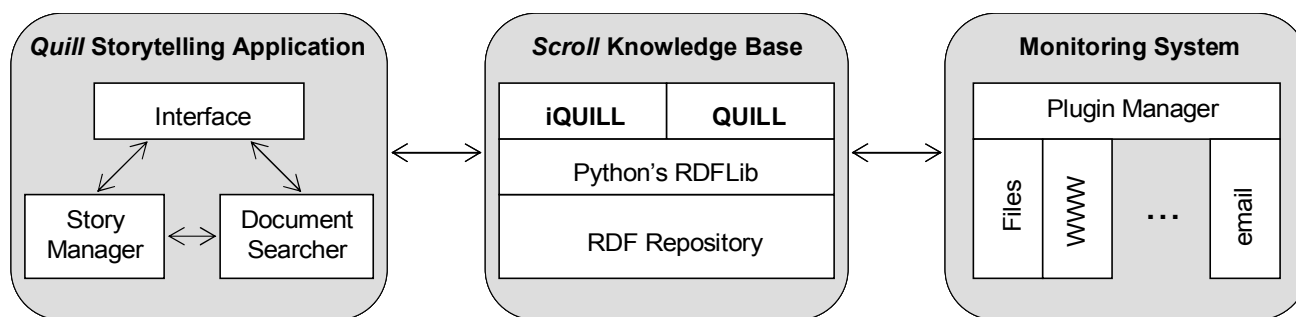 Quill Storytelling Application
Interface
Story
Manager
Document
Searcher
Scroll Knowledge Base
iQUILL
QUILL
Python's RDFLib
RDF Repository
Monitoring System
Plugin Manager
Files
WWW
...
email